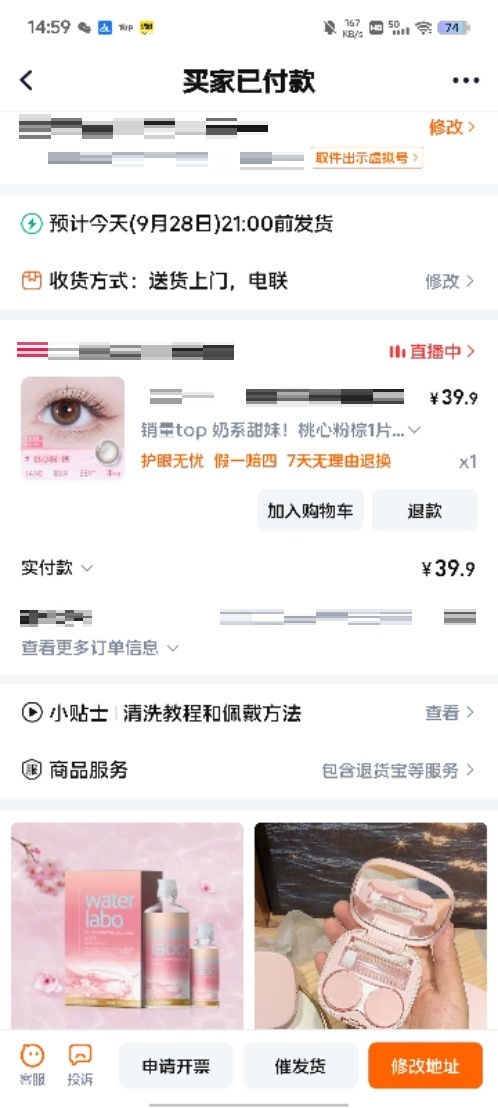 14:59
TOP
167 KB/s HD 5G 74
买家已付款
修改
取件出示虚拟号
预计今天(9月28日)21:00前发货
收货方式：送货上门，电联
修改
直播中
¥39.9
销量top 奶系甜妹！桃心粉棕1片...
护眼无忧 假一赔四 7天无理由退换
x1
加入购物车
退款
实付款
¥39.9
查看更多订单信息
小贴士 清洗教程和佩戴方法
查看
商品服务
包含退货宝等服务
water
labo
客服
投诉
申请开票
催发货
修改地址